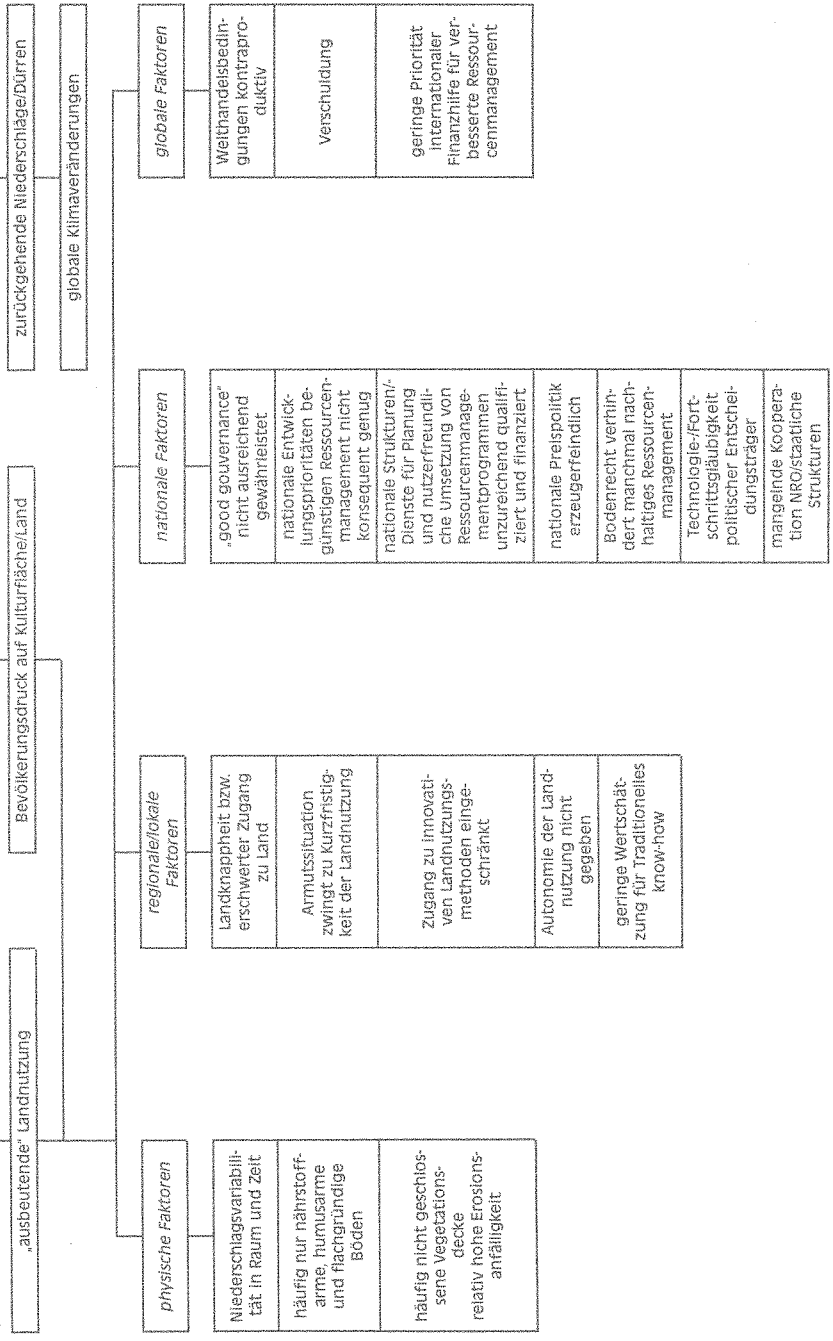 „ausbeutende" Landnutzung
Bevölkerungsdruck auf Kulturfläche/Land
zurückgehende Niederschläge/Dürren
globale Klimaveränderungen
physische Faktoren
Niederschlagsvariabili-
tät in Raum und Zeit
häufig nur nährstoff-
arme, humusarme
und flachgründige
Böden
häufig nicht geschlos-
sene Vegetations-
decke
relativ hohe Erosions-
anfälligkeit
regionale/lokale
Faktoren
Landknappheit bzw.
erschwerter Zugang
zu Land
Armutssituation
zwingt zu Kurzfristig-
keit der Landnutzung
Zugang zu innovati-
ven Landnutzungs-
methoden einge-
schränkt
Autonomie der Land-
nutzung nicht
gegeben
geringe Wertschät-
zung für Traditionelles
know-how
nationale Faktoren
„good gouvernance"
nicht ausreichend
gewährleistet
nationale Entwick-
lungsprioritäten be-
günstigen Ressourcen-
management nicht
konsequent genug
nationale Strukturen/-
Dienste für Planung
und nutzerfreundli-
che Umsetzung von
Ressourcenmanage-
mentprogrammen
unzureichend qualifi-
ziert und finanziert
nationale Preispolitik
erzeugerfeindlich
Bodenrecht verhin-
dert manchmal nach-
haltiges Ressourcen-
management
Technologie-/Fort-
schrittsgläubigkeit
politischer Entschei-
dungsträger
mangelnde Koopera-
tion NRO/staatliche
Strukturen
globale Faktoren
Welthandelsbedin-
gungen kontrapro-
duktiv
Verschuldung
geringe Priorität
internationaler
Finanzhilfe für ver-
besserte Ressour-
cenmanagement